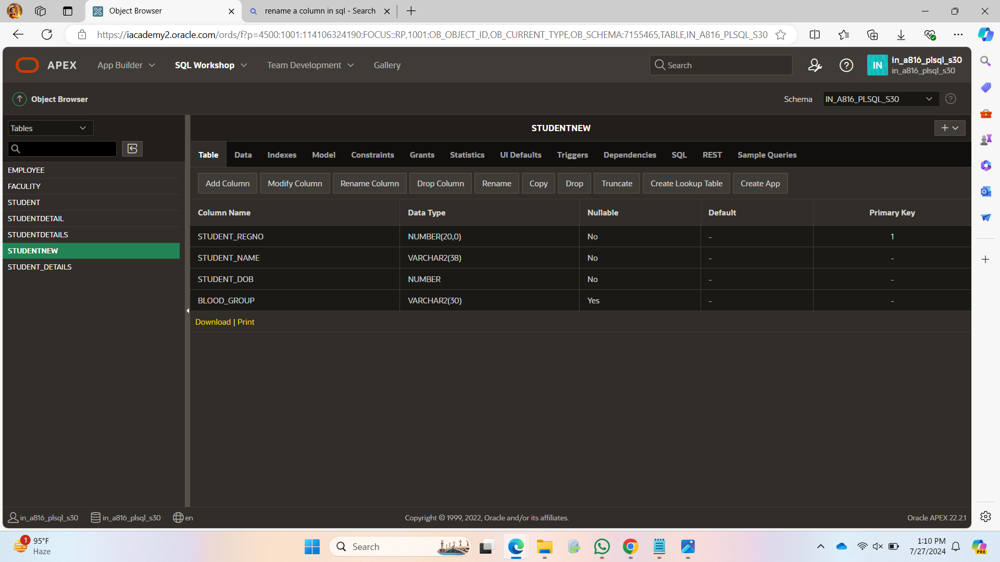 Object Browser
rename a column in sql - Search
https://iacademy2.oracle.com/ords/f?p=4500:1001:114106324190:FOCUS::RP,1001:OB_OBJECT_ID,OB_CURRENT_TYPE,OB_SCHEMA:7155465,TABLE,IN_A816_PLSQL_S30
APEX App Builder SQL Workshop Team Development Gallery Search IN in_a816_plsql_s30
in_a816_plsql_s30
Object Browser Schema IN_A816_PLSQL_S30
Tables
STUDENTNEW
Table Data Indexes Model Constraints Grants Statistics UI Defaults Triggers Dependencies SQL REST Sample Queries
EMPLOYEE
FACULITY
STUDENT
STUDENTDETAIL
STUDENTDETAILS
STUDENTNEW
STUDENT_DETAILS
Add Column Modify Column Rename Column Drop Column Rename Copy Drop Truncate Create Lookup Table Create App
Column Name Data Type Nullable Default Primary Key
STUDENT_REGNO NUMBER(20,0) No - 1
STUDENT_NAME VARCHAR2(38) No - -
STUDENT_DOB NUMBER No - -
BLOOD_GROUP VARCHAR2(30) Yes - -
Download | Print
in_a816_plsql_s30 in_a816_plsql_s30 en Copyright © 1999, 2022, Oracle and/or its affiliates. Oracle APEX 22.2.1
1 95°F
Haze
Search
1:10 PM
7/27/2024
PRE